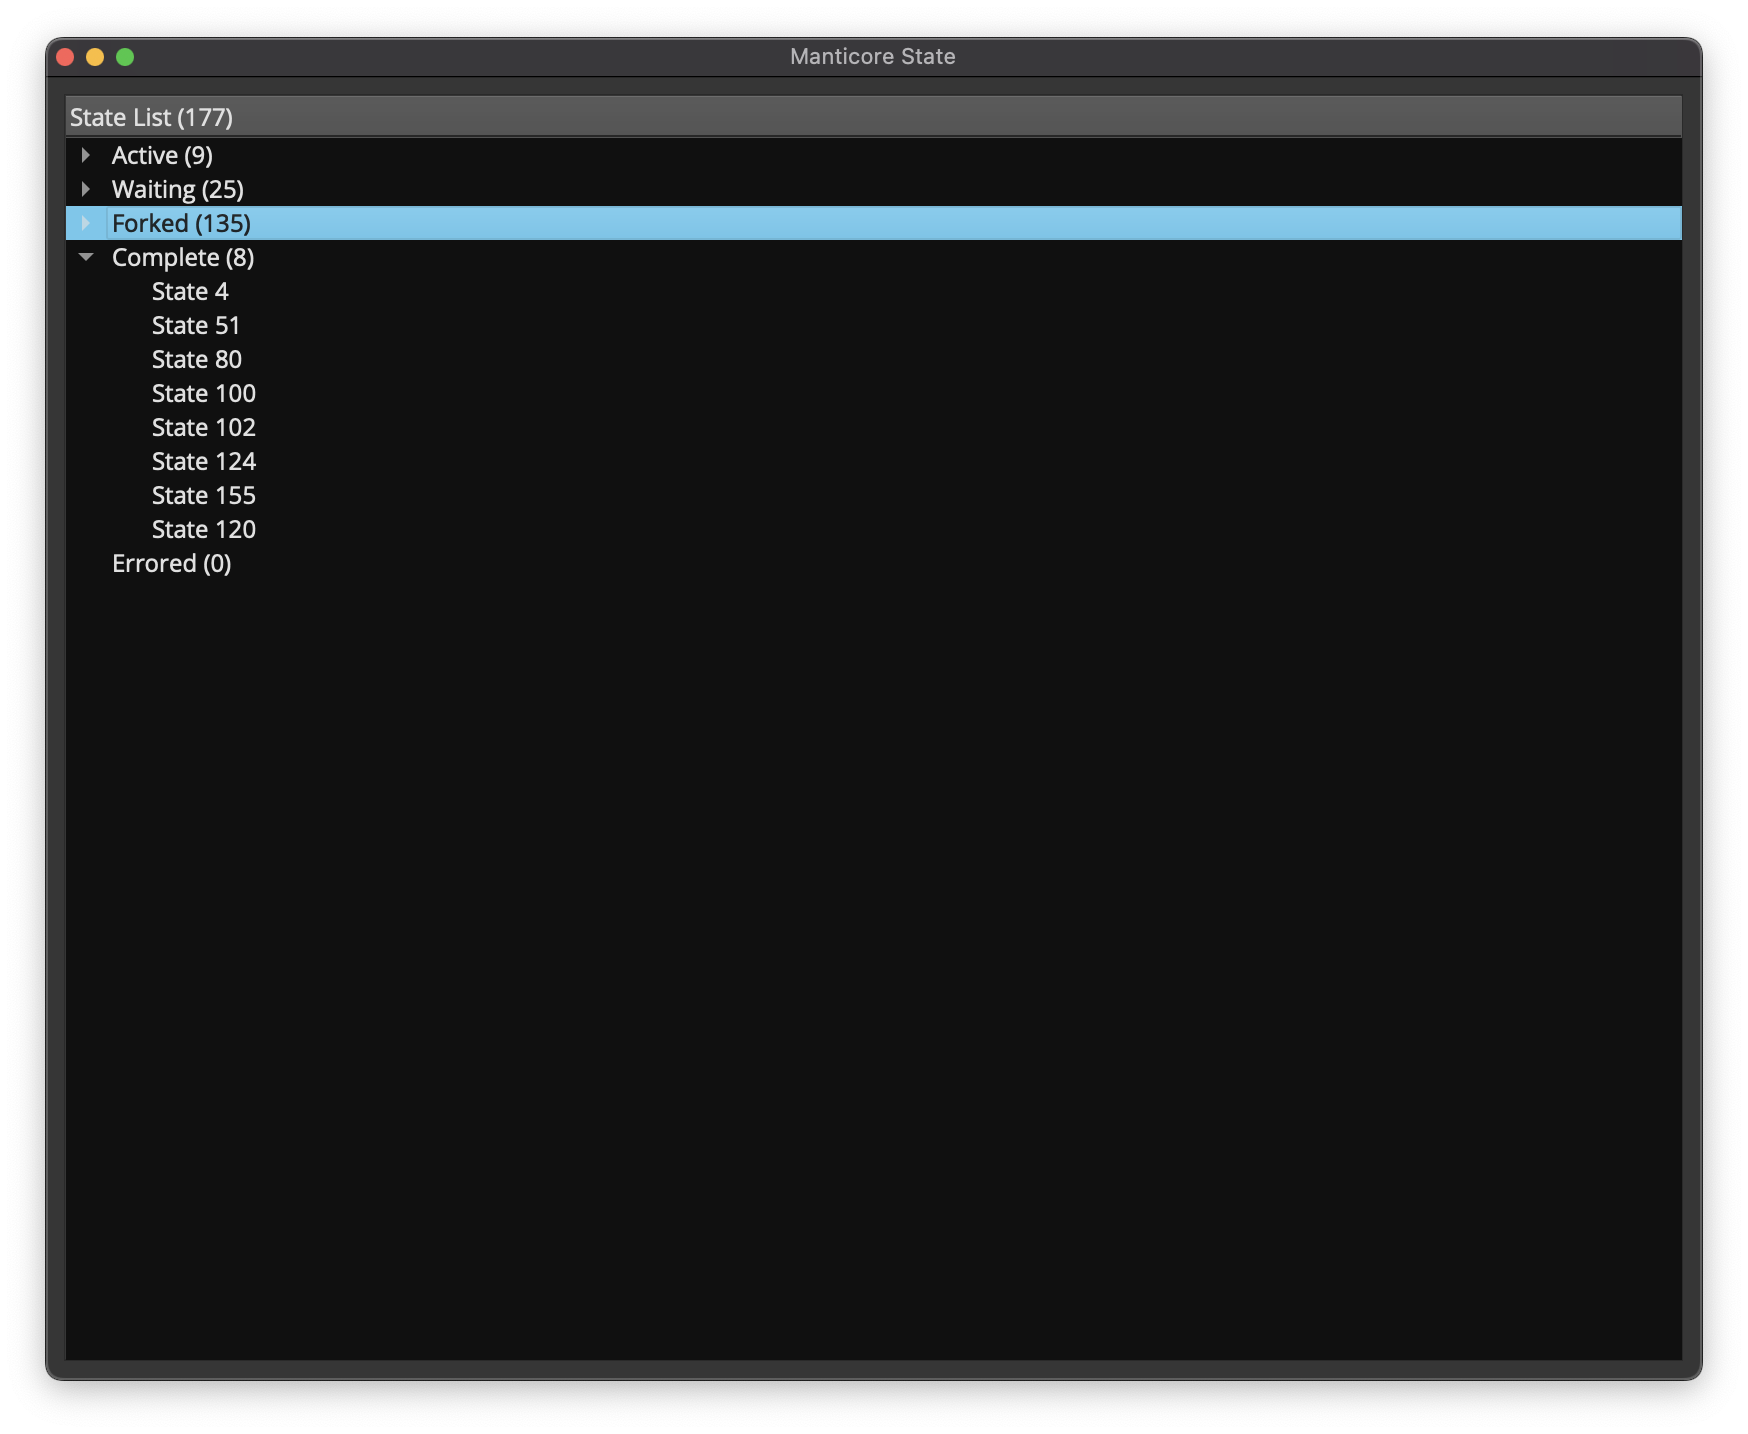 Manticore State
State List (177)
Active (9)
Waiting (25)
Forked (135)
Complete (8)
State 4
State 51
State 80
State 100
State 102
State 124
State 155
State 120
Errored (0)